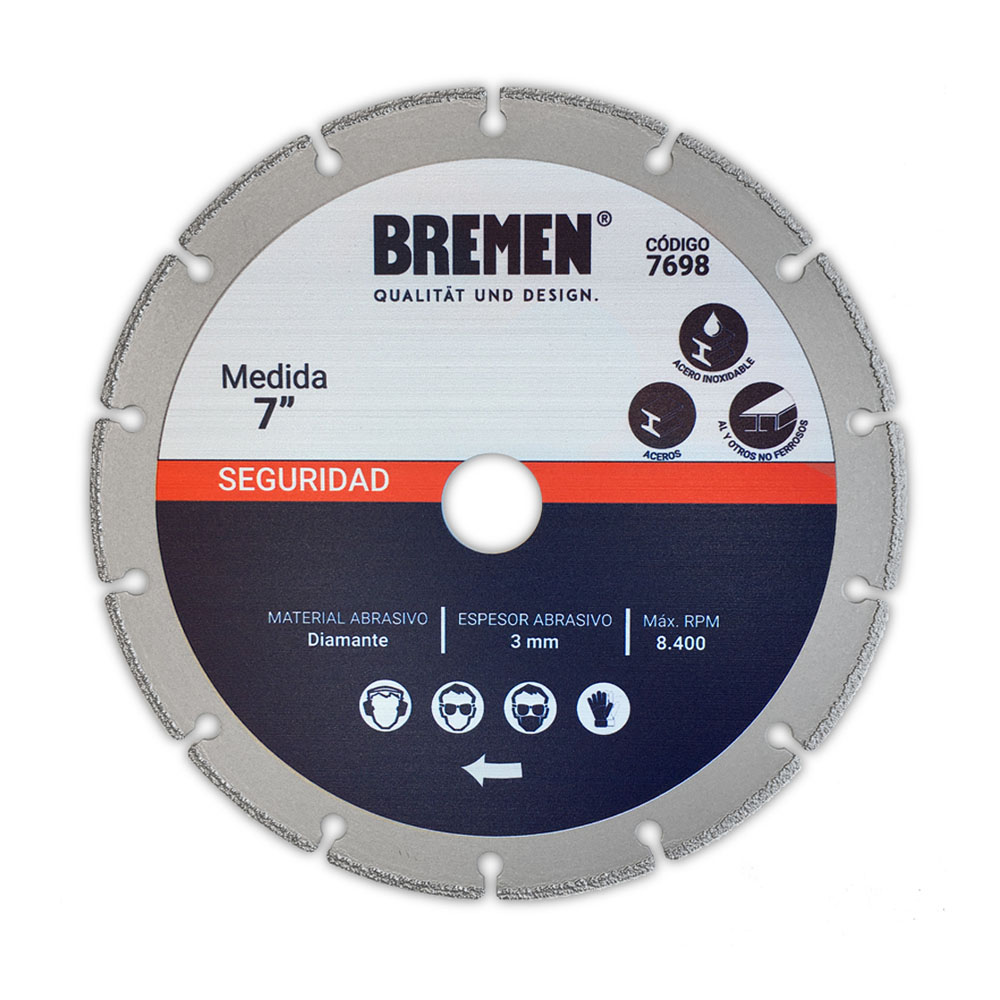 BREMEN®
QUALITÄT UND DESIGN.
CÓDIGO
7698
ACERO INOXIDABLE
Medida
7”
ACEROS
AL Y OTROS NO FERROSOS
SEGURIDAD
MATERIAL ABRASIVO
Diamante
ESPESOR ABRASIVO
3 mm
Máx. RPM
8.400